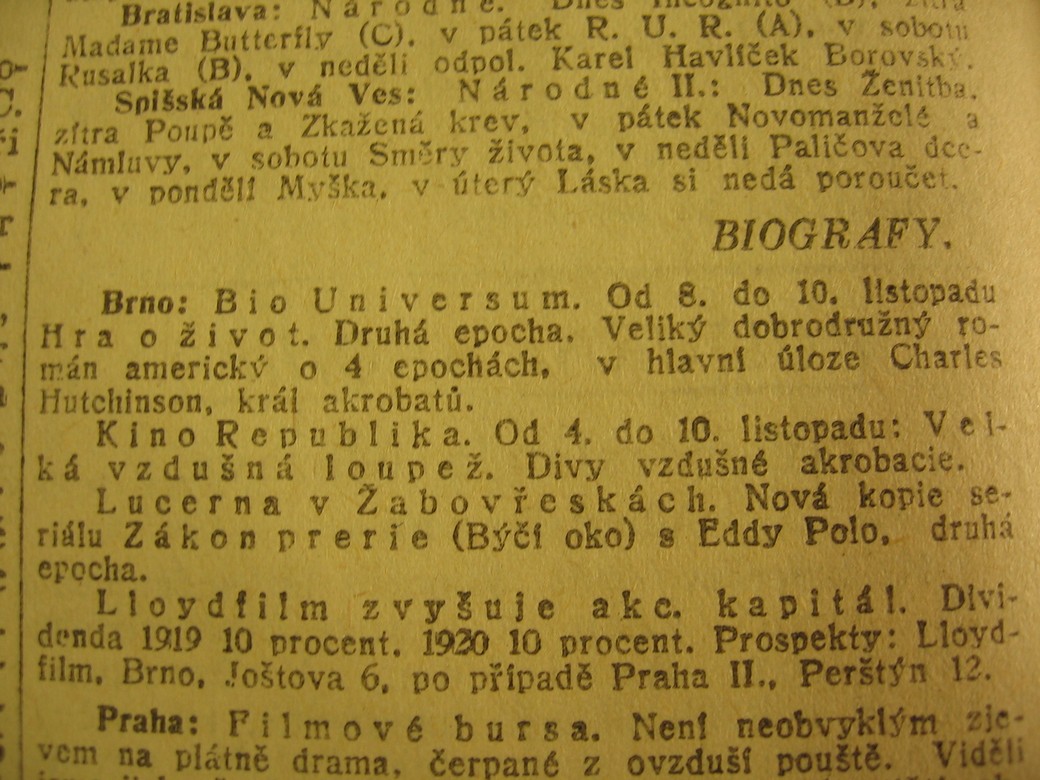 Bratislava: Národné. Dnes Incognito (B), zítra
Madame Butterfly (C), v pátek R. U. R. (A), v sobotu
Rusalka (B), v neděli odpol. Karel Havlíček Borovský.
Spišská Nová Ves: Národné II.: Dnes Ženitba,
zítra Poupě a Zkažená krev, v pátek Novomanželé a
Námluvy, v sobotu Směry života, v neděli Paličova dce-
ra, v pondělí Myška, v úterý Láska si nedá poroučet.
BIOGRAFY.
Brno: Bio Universum. Od 8. do 10. listopadu
Hra o život. Druhá epocha. Veliký dobrodružný ro-
mán americký o 4 epochách, v hlavní úloze Charles
Hutchinson, král akrobatů.
Kino Republika. Od 4. do 10. listopadu: Vel-
ká vzdušná loupež. Divy vzdušné akrobacie.
Lucerna v Žabovřeskách. Nová kopie se-
riálu Zákon prerie (Býčí oko) s Eddy Polo, druhá
epocha.
Lloydfilm zvyšuje akc. kapitál. Divi-
denda 1919 10 procent, 1920 10 procent. Prospekty: Lloyd-
film, Brno, Joštova 6, po případě Praha II., Perštýn 12.
Praha: Filmové bursa. Není neobvyklým zje-
vem na plátně drama, čerpané z ovzduší pouště. Viděli